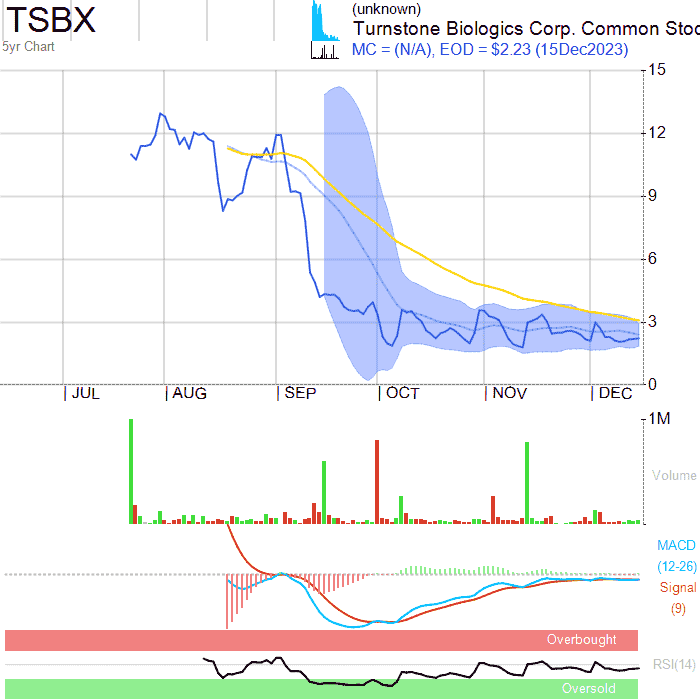 TSBX
5yr Chart
(unknown)
Turnstone Biologics Corp. Common Stoc
MC = (N/A), EOD = $2.23 (15Dec2023)
15
12
9
6
3
0
JUL AUG SEP OCT NOV DEC
1M
Volume
MACD
(12-26)
Signal
(9)
Overbought
RSI(14)
Oversold